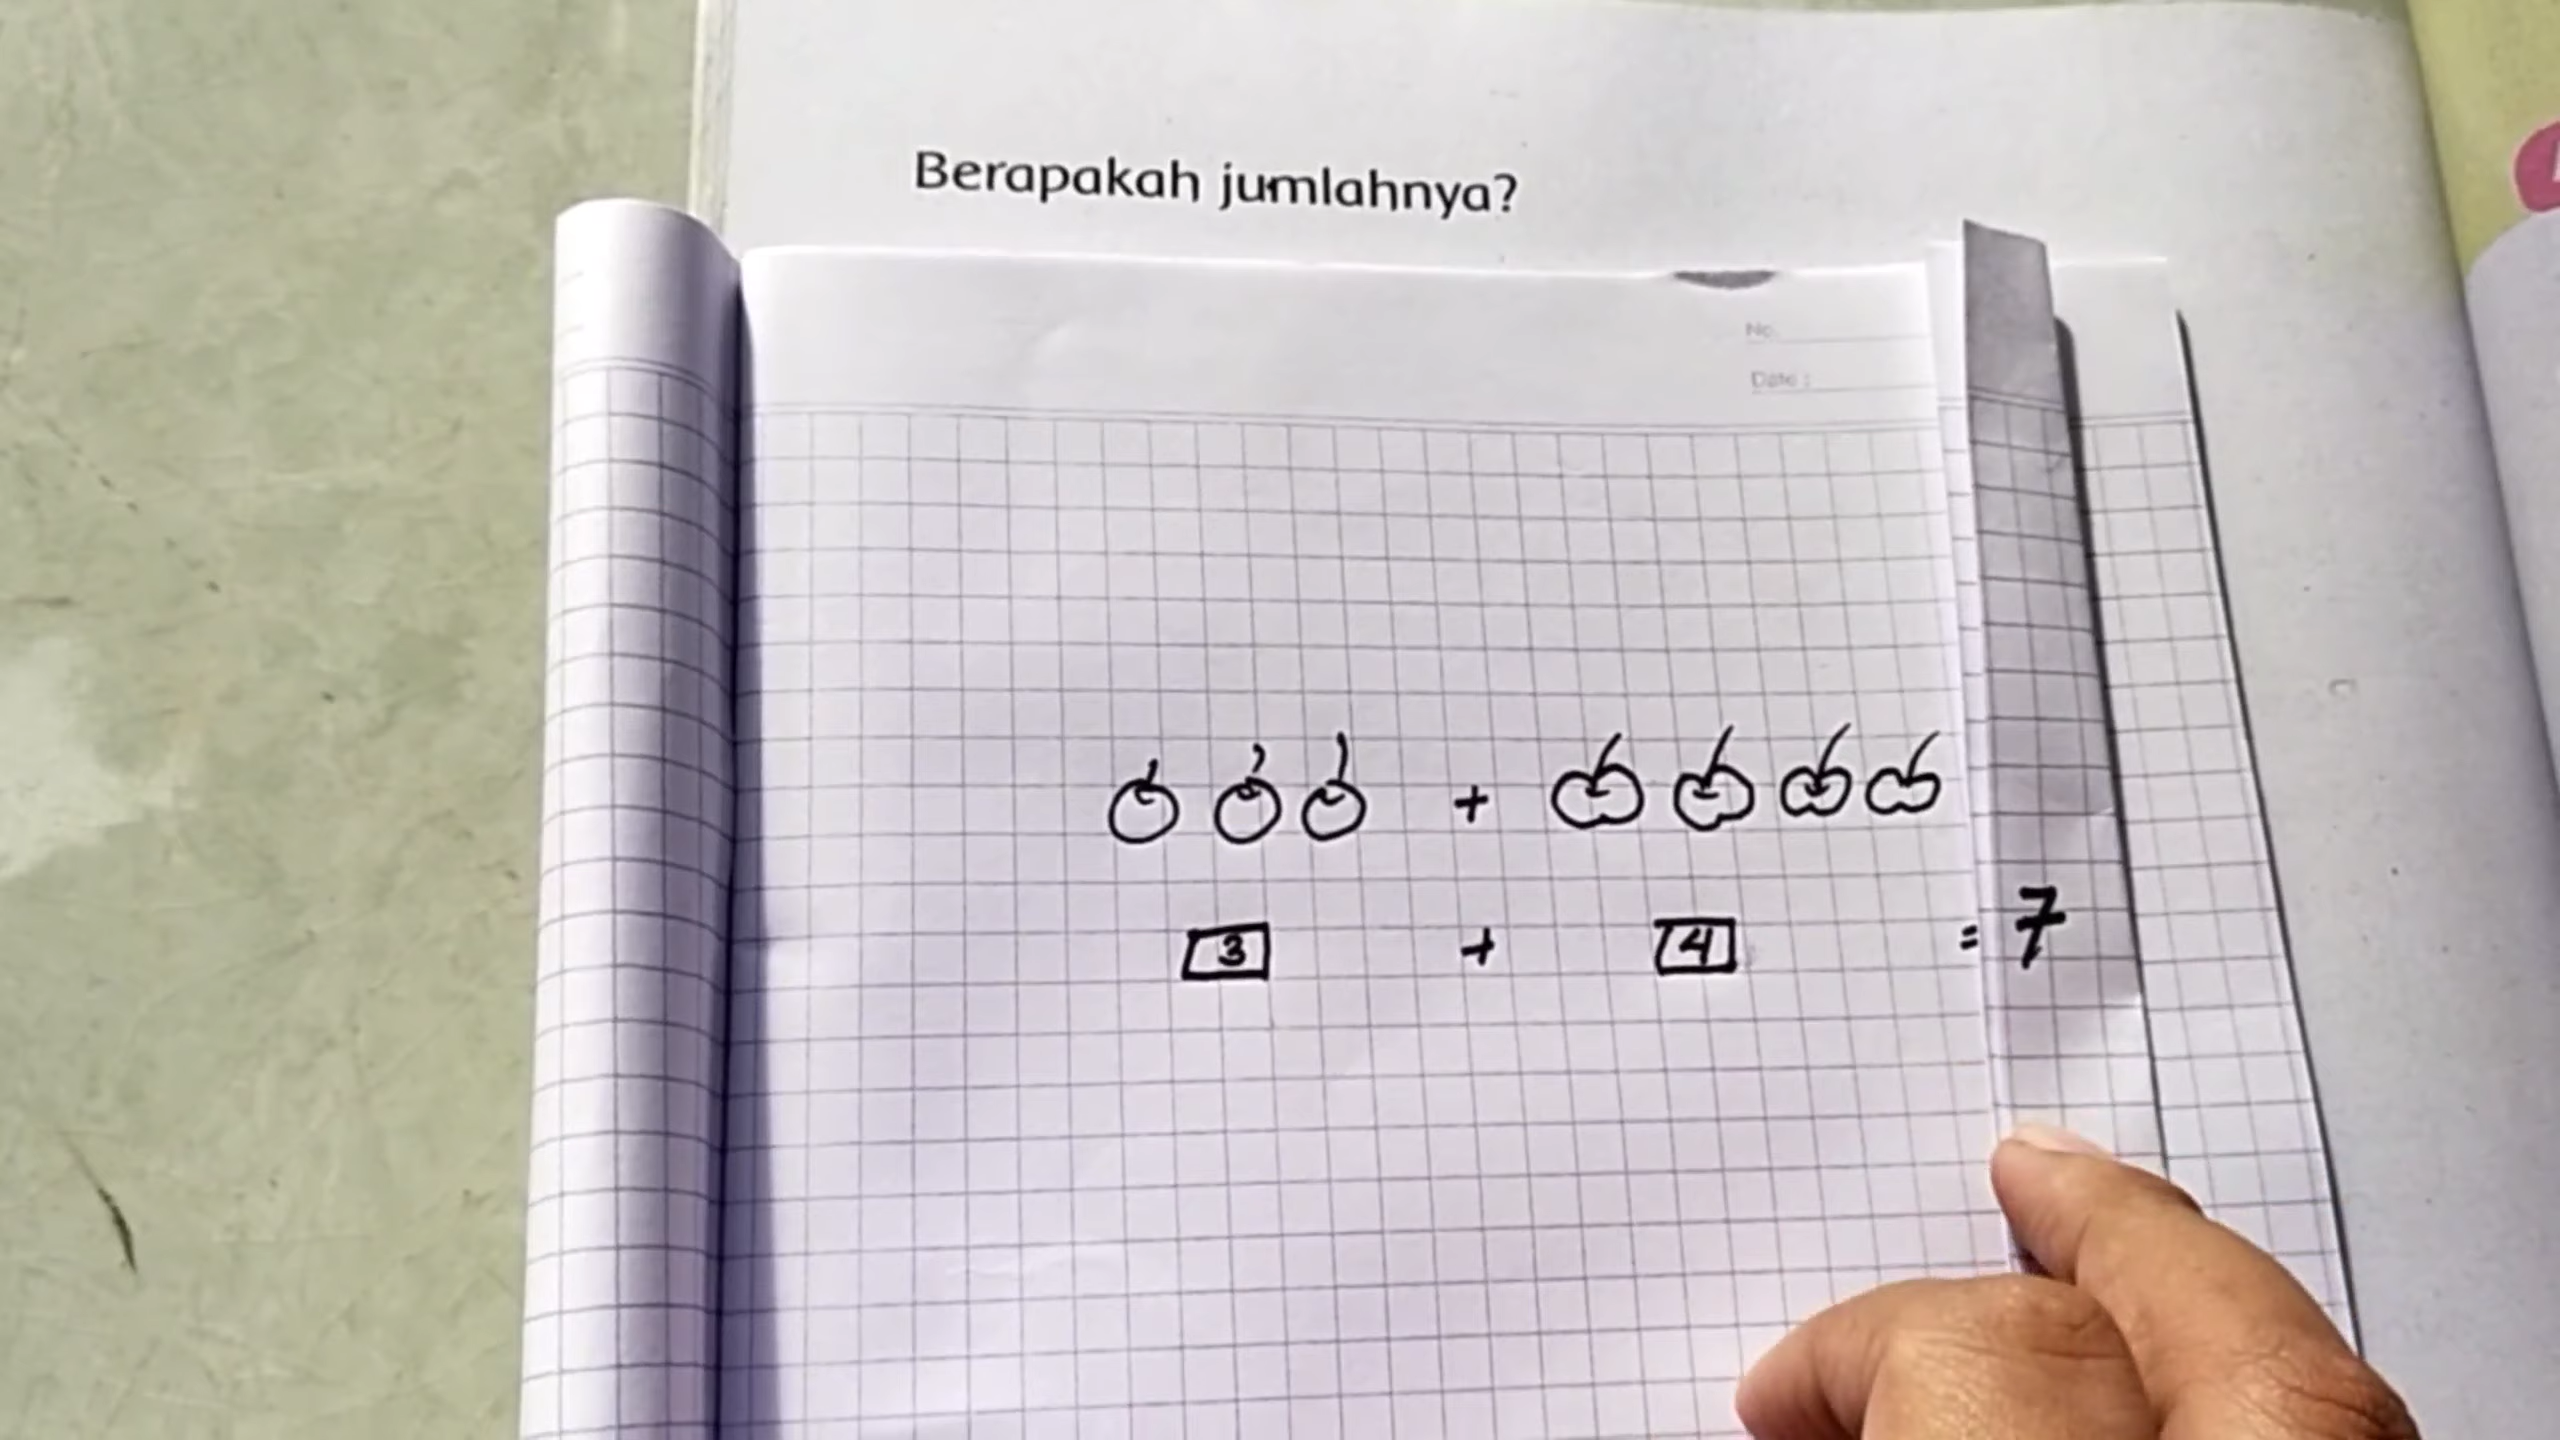 Berapakah jumlahnya?
No.
Date :
+
3 + 4 = 7